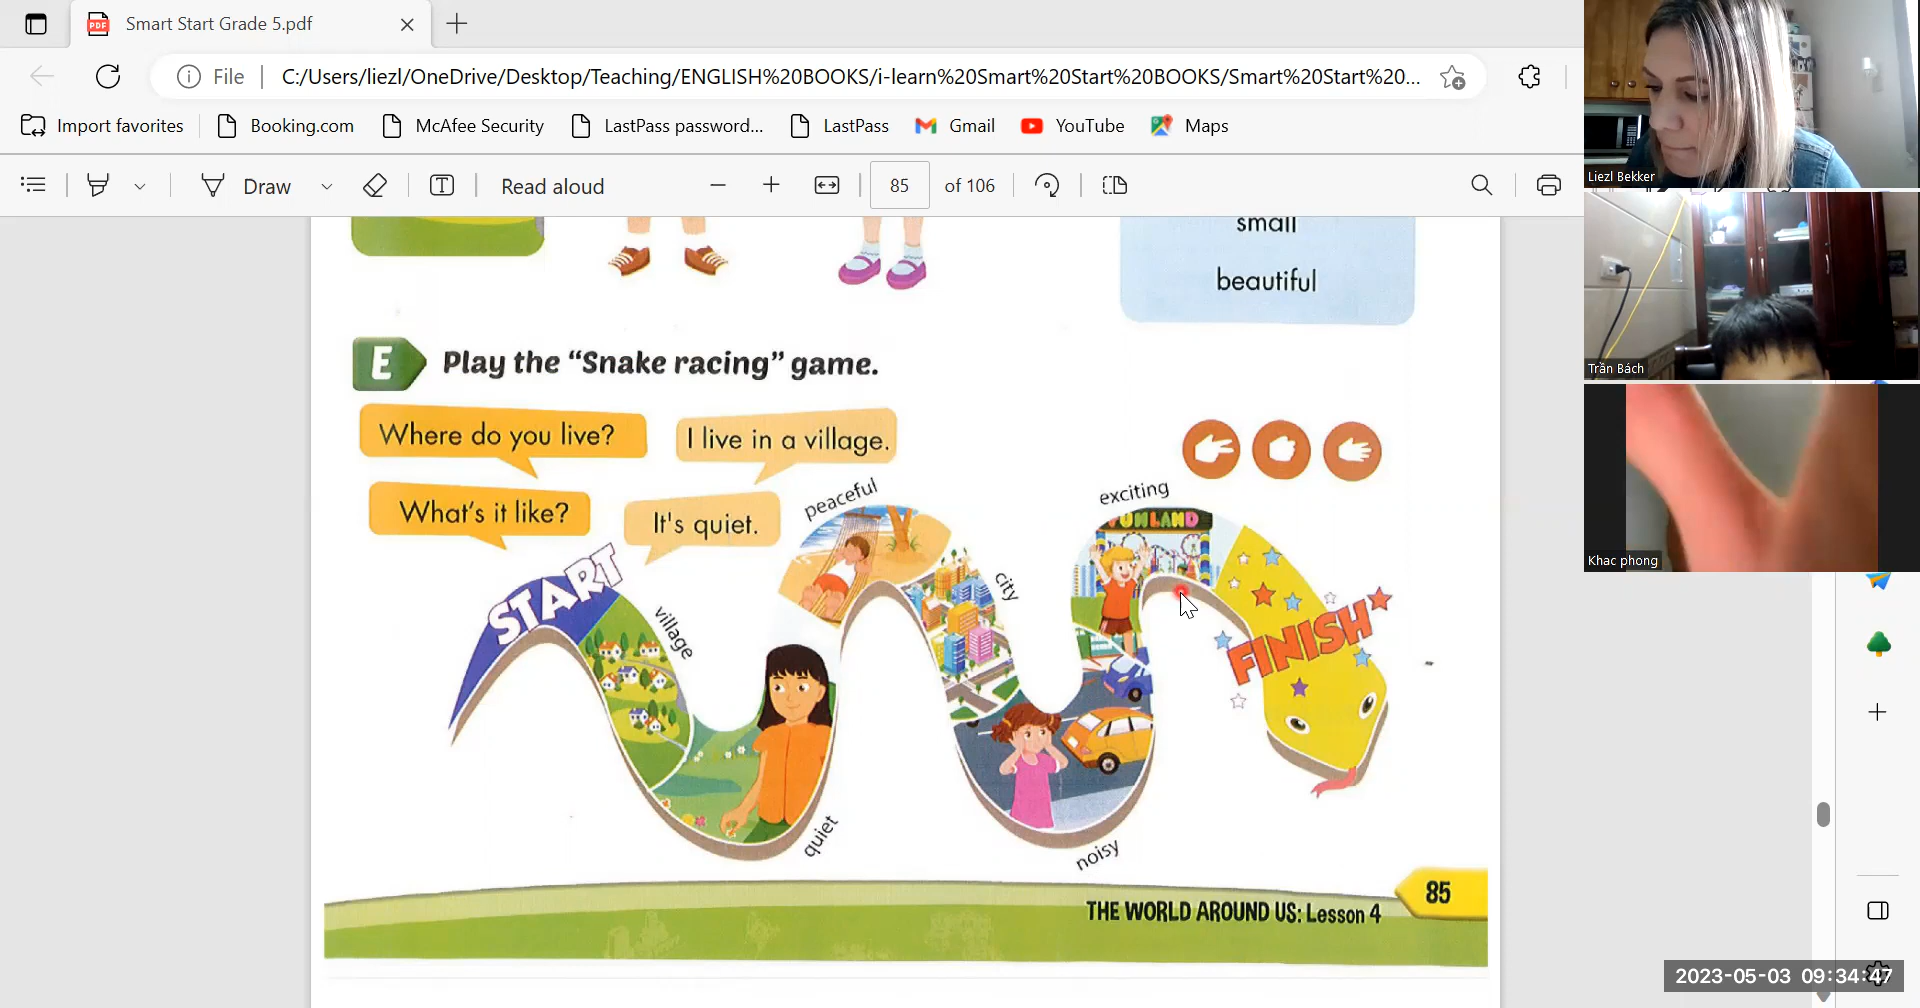 Smart Start Grade 5.pdf
File
C:/Users/liezl/OneDrive/Desktop/Teaching/ENGLISH%20BOOKS/i-learn%20Smart%20Start%20BOOKS/Smart%20Start%20...
Import favorites
Booking.com
McAfee Security
LastPass password...
LastPass
Gmail
YouTube
Maps
Draw
Read aloud
85
of 106
small
beautiful
E Play the “Snake racing” game.
Where do you live?
I live in a village.
What's it like?
It's quiet.
START
village
quiet
peaceful
city
noisy
exciting
FUNLAND
FINISH
THE WORLD AROUND US: Lesson 4
85
Liezl Bekker
Trần Bách
Khac phong
2023-05-03 09:34:47